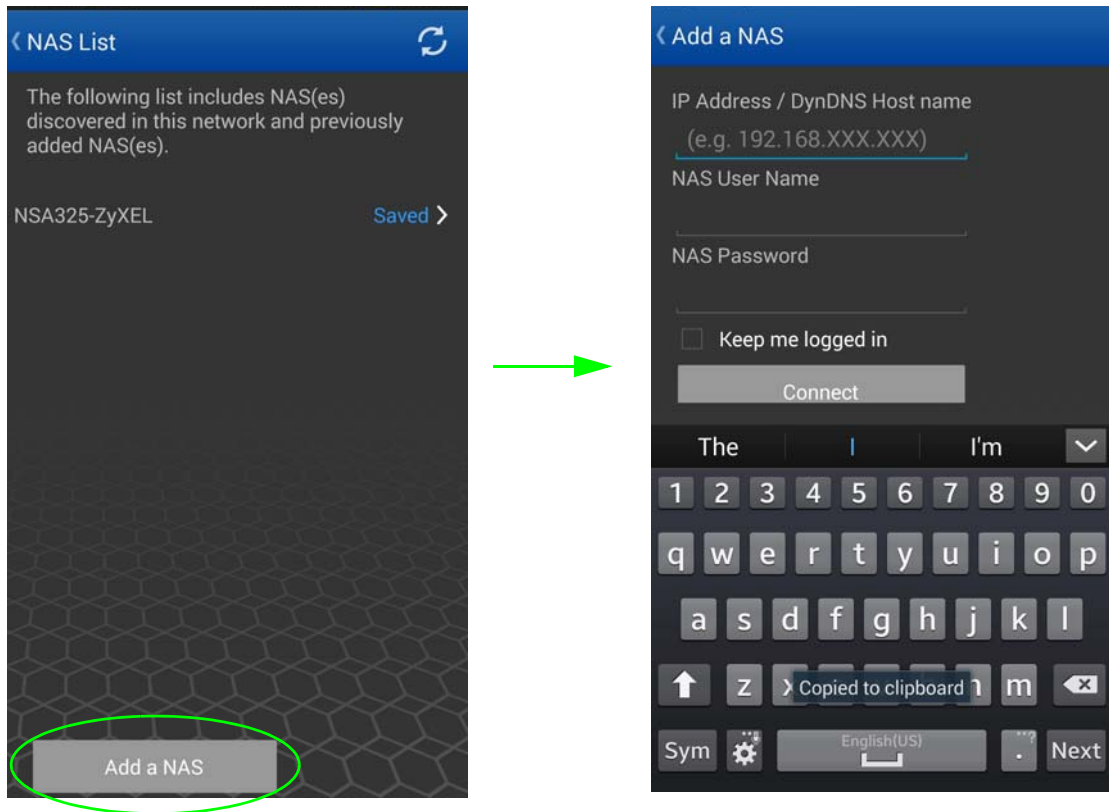 NAS List
The following list includes NAS(es)
discovered in this network and previously
added NAS(es).
NSA325-ZyXEL Saved
Add a NAS
Add a NAS
IP Address / DynDNS Host name
(e.g. 192.168.XXX.XXX)
NAS User Name
NAS Password
Keep me logged in
Connect
The I I'm
1 2 3 4 5 6 7 8 9 0
q w e r t y u i o p
a s d f g h j k l
z x m
Copied to clipboard
Sym English(US) . Next